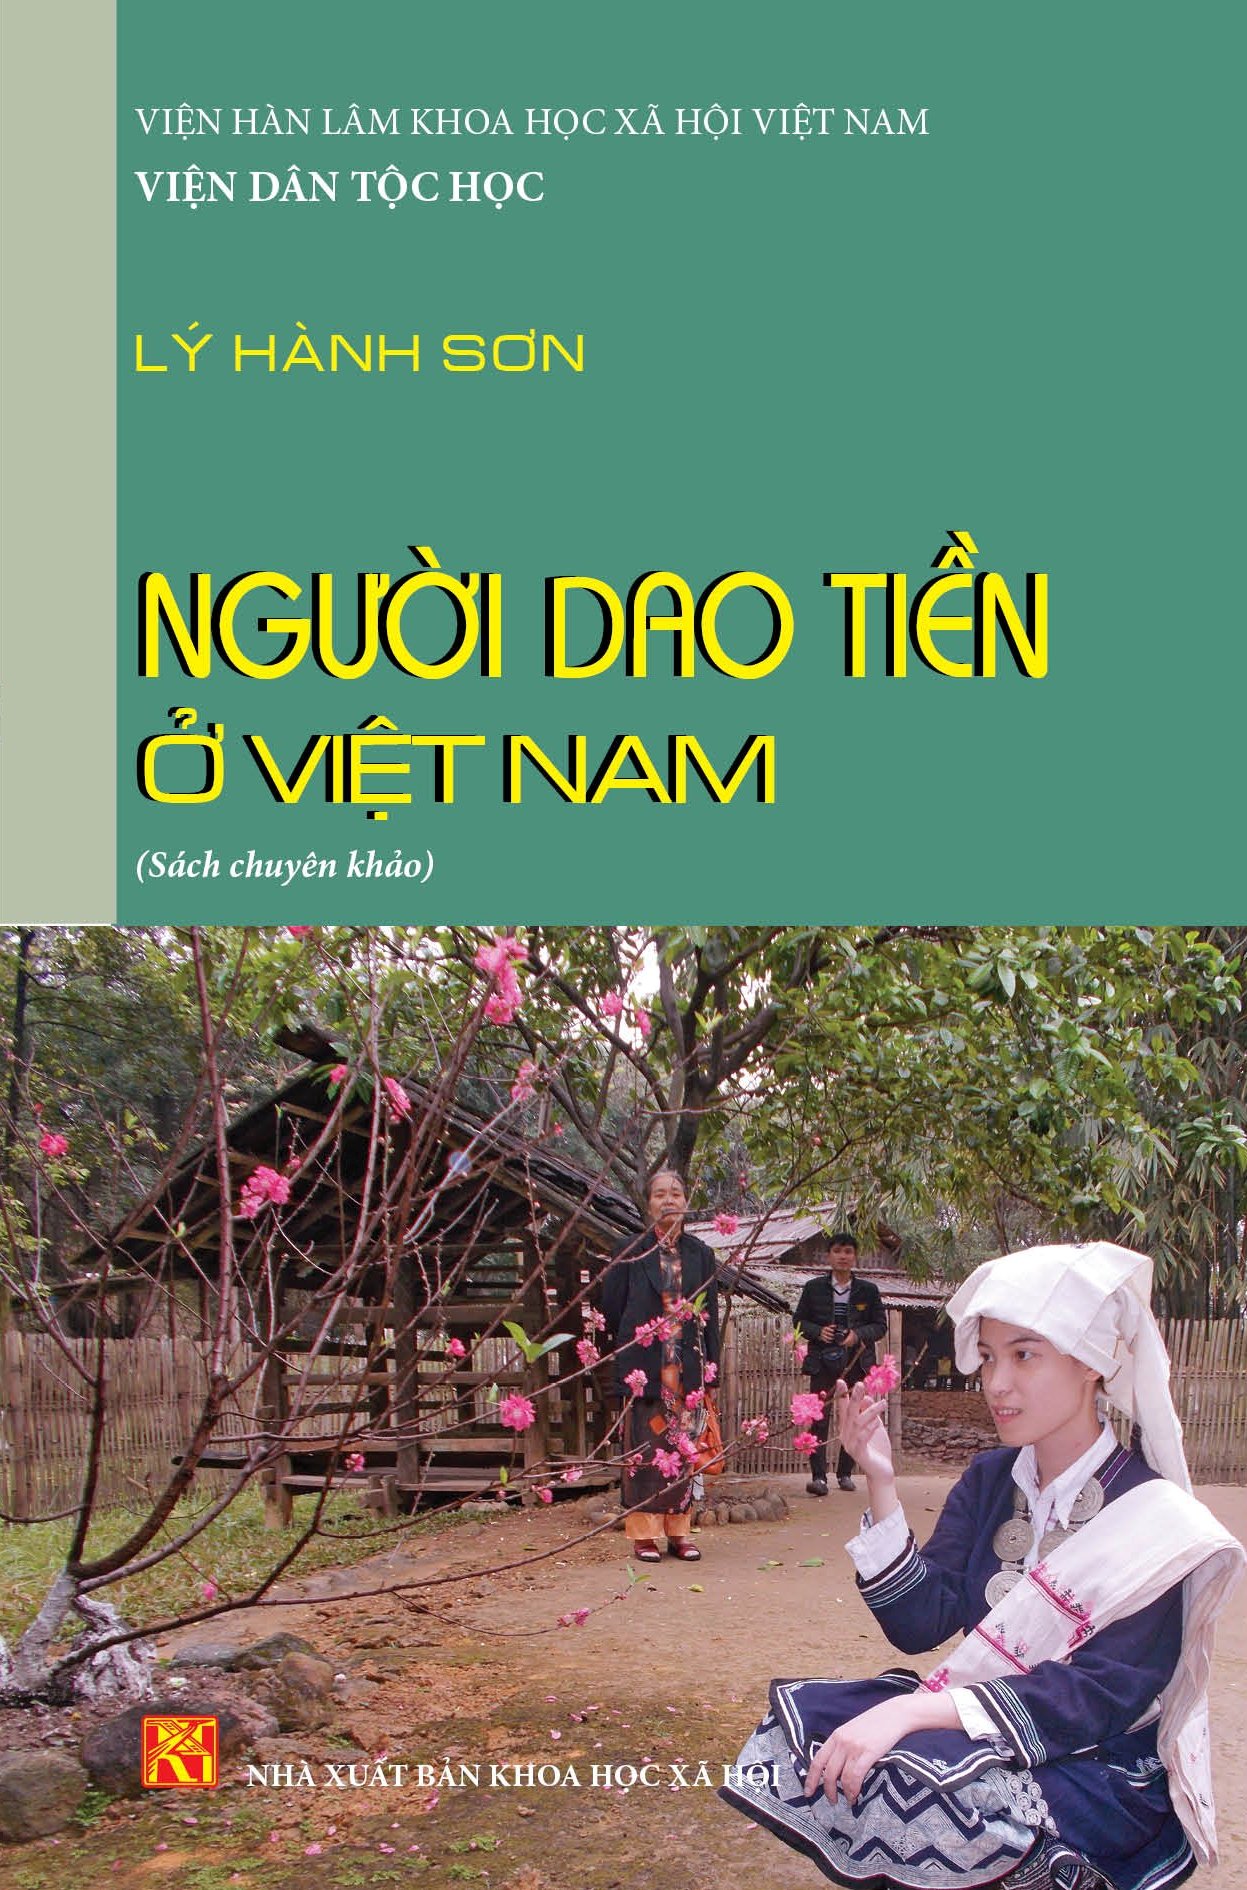 VIỆN HÀN LÂM KHOA HỌC XÃ HỘI VIỆT NAM
VIỆN DÂN TỘC HỌC
LÝ HÀNH SƠN
NGƯỜI DAO TIỀN
Ở VIỆT NAM
(Sách chuyên khảo)
NHÀ XUẤT BẢN KHOA HỌC XÃ HỘI